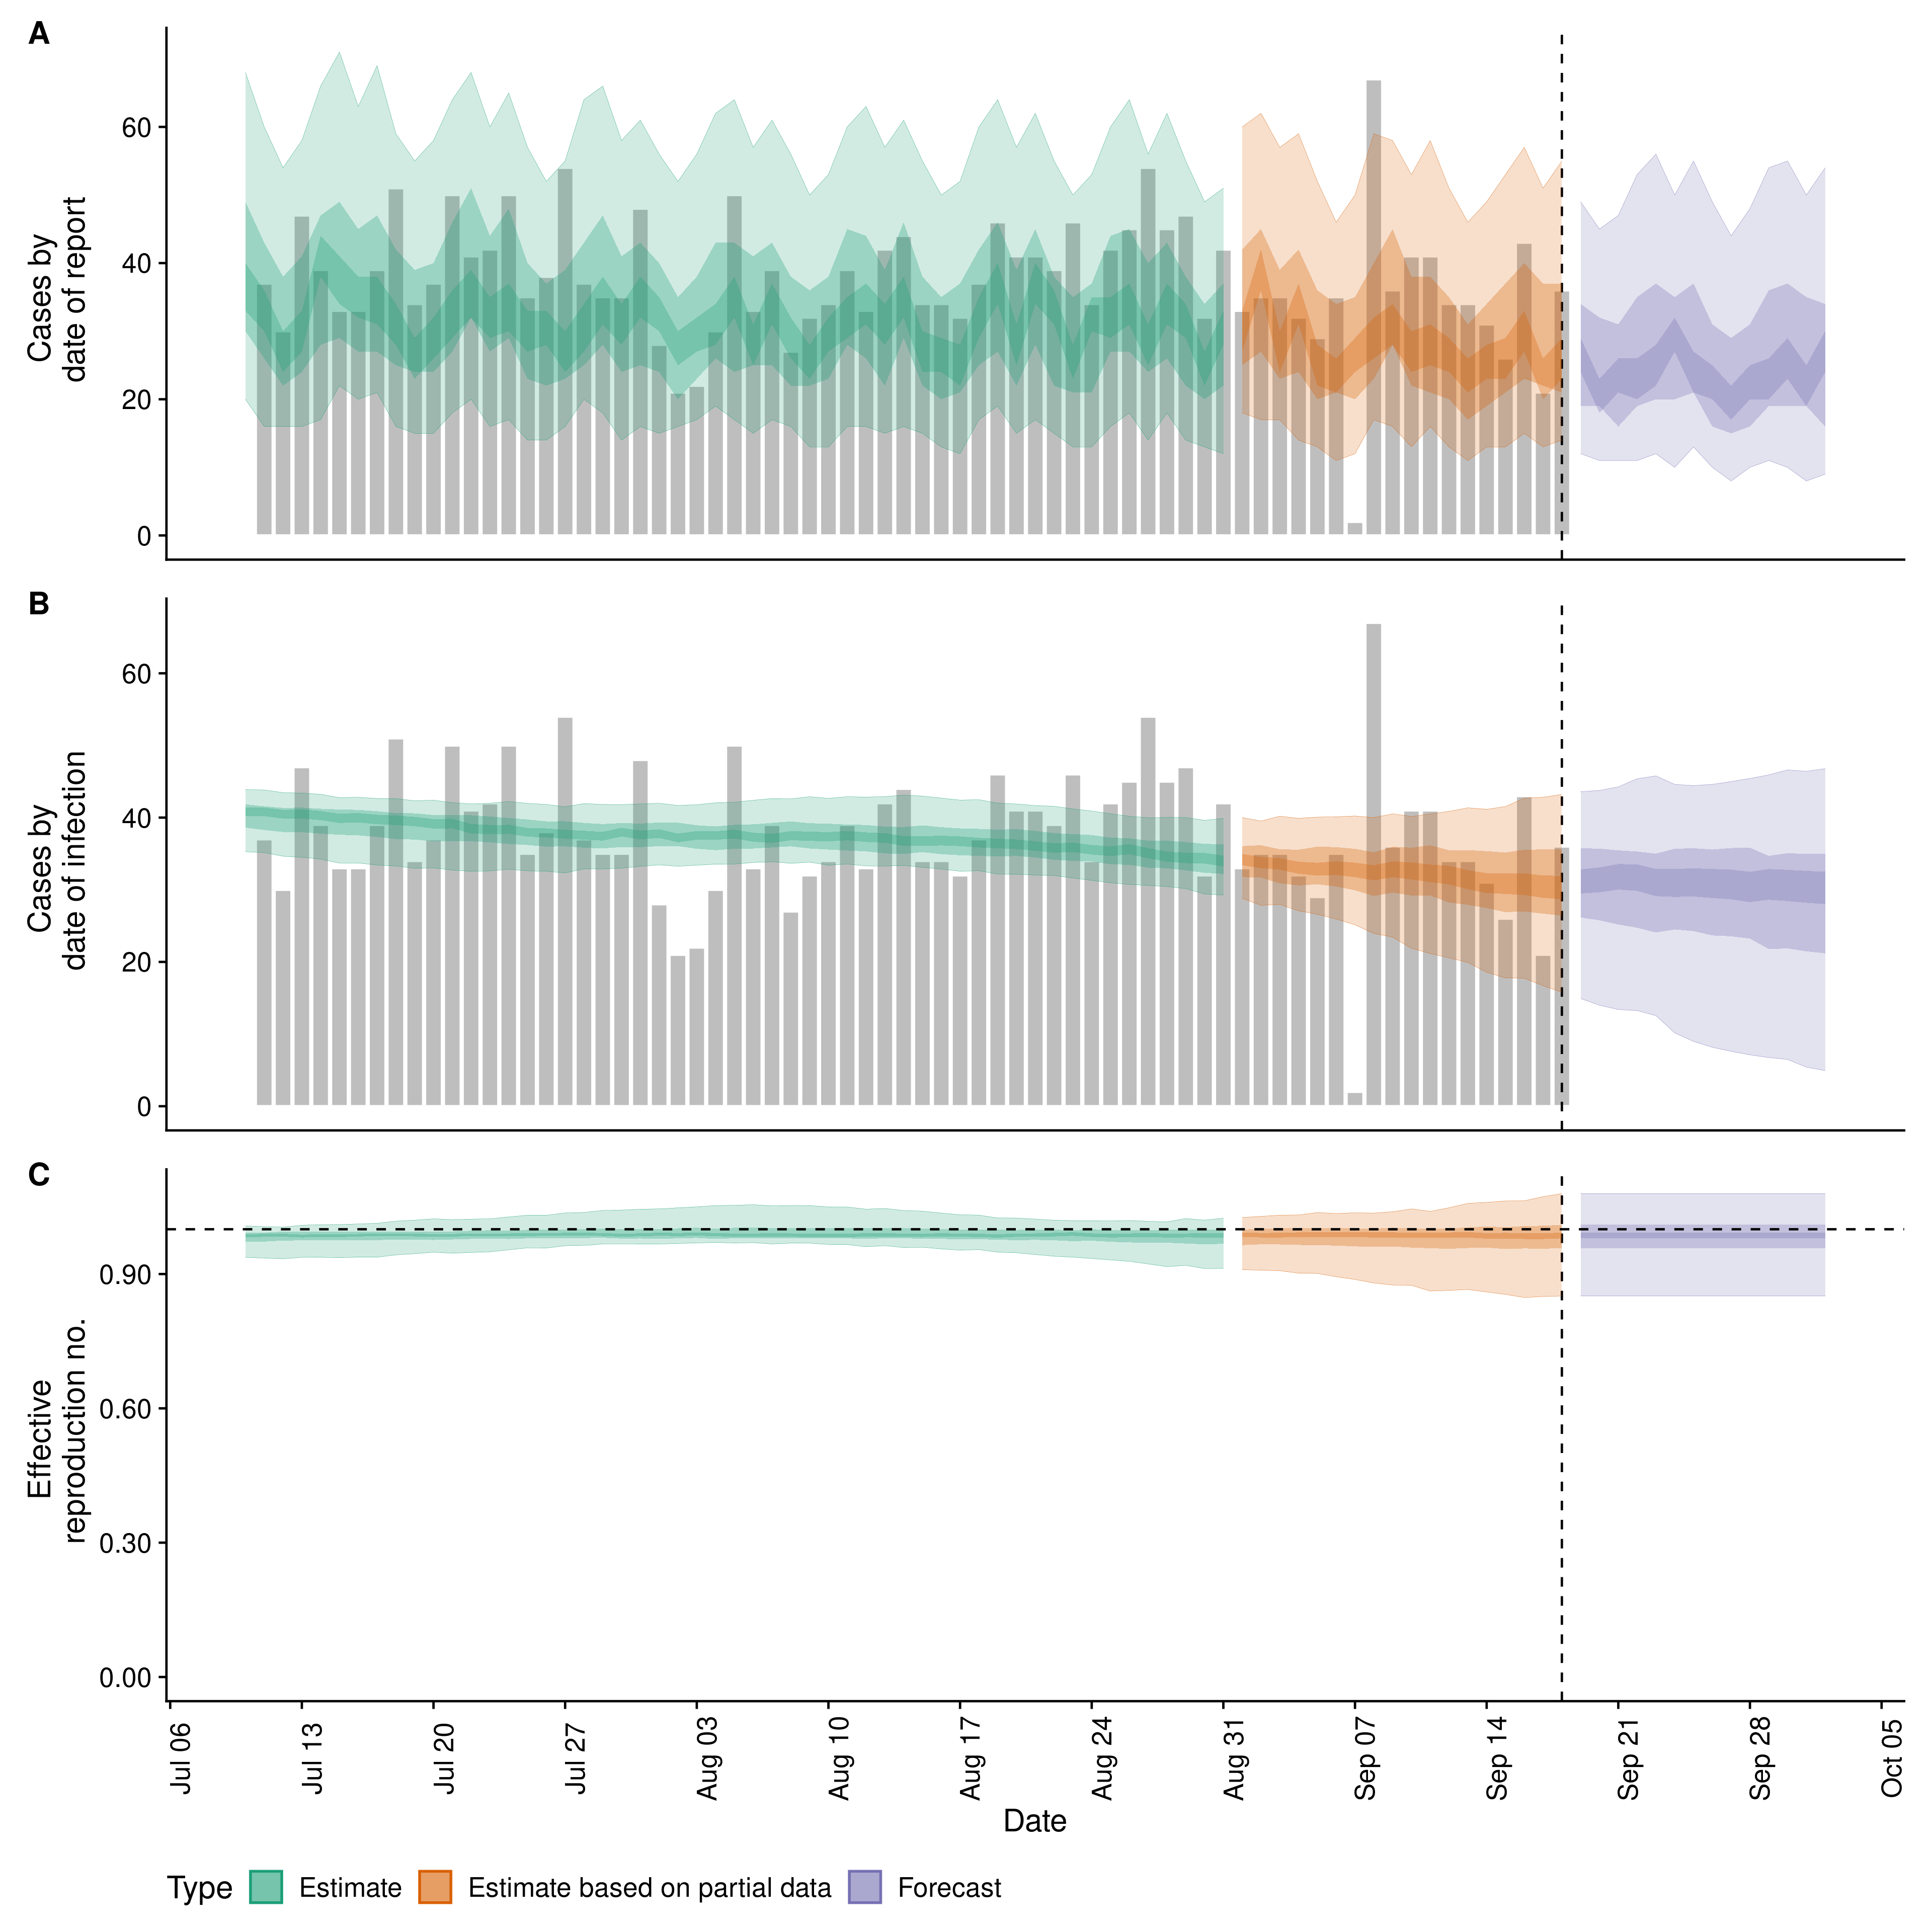 A
Cases by
date of report
60
40
20
0
B
Cases by
date of infection
60
40
20
0
C
Effective
reproduction no.
0.90
0.60
0.30
0.00
Jul 06
Jul 13
Jul 20
Jul 27
Aug 03
Aug 10
Aug 17
Aug 24
Aug 31
Sep 07
Sep 14
Sep 21
Sep 28
Oct 05
Date
Type Estimate Estimate based on partial data Forecast